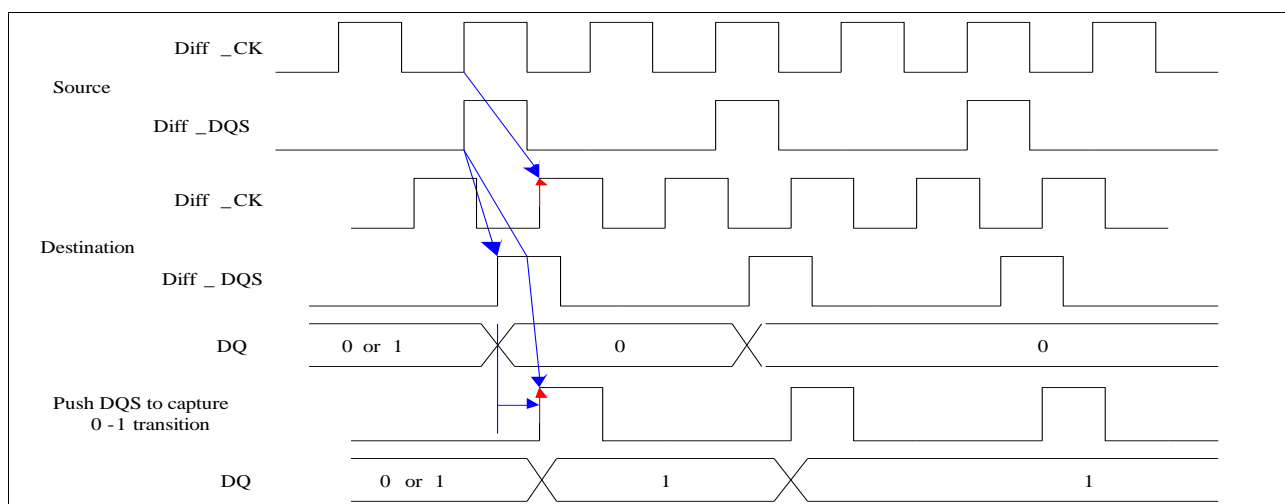 Diff _CK
Source
Diff _DQS
Diff _CK
Destination
Diff _ DQS
DQ 0 or 1 0 0
Push DQS to capture
0 -1 transition
DQ 0 or 1 1 1